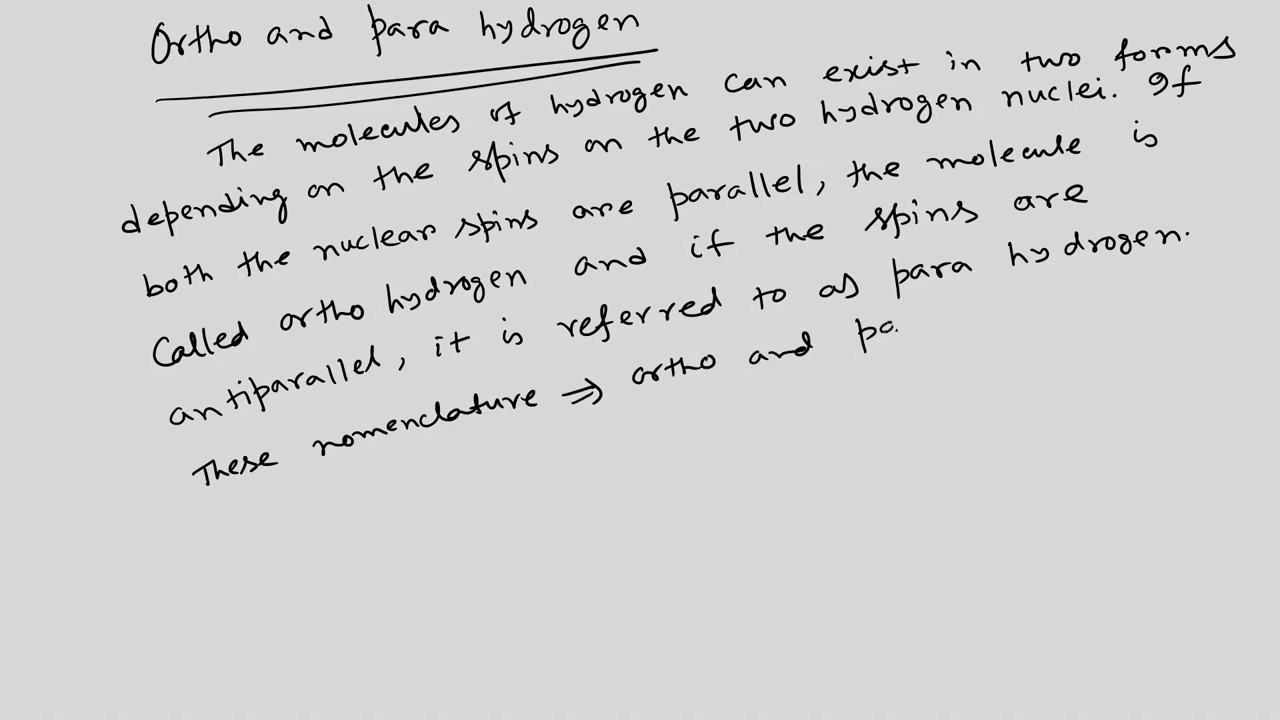 Ortho and para hydrogen
The molecules of hydrogen can exist in two forms
depending on the spins on the two hydrogen nuclei. If
both the nuclear spins are parallel, the molecule is
Called ortho hydrogen and if the spins are
antiparallel, it is referred to as para hydrogen.
These nomenclature ⇒ ortho and pa